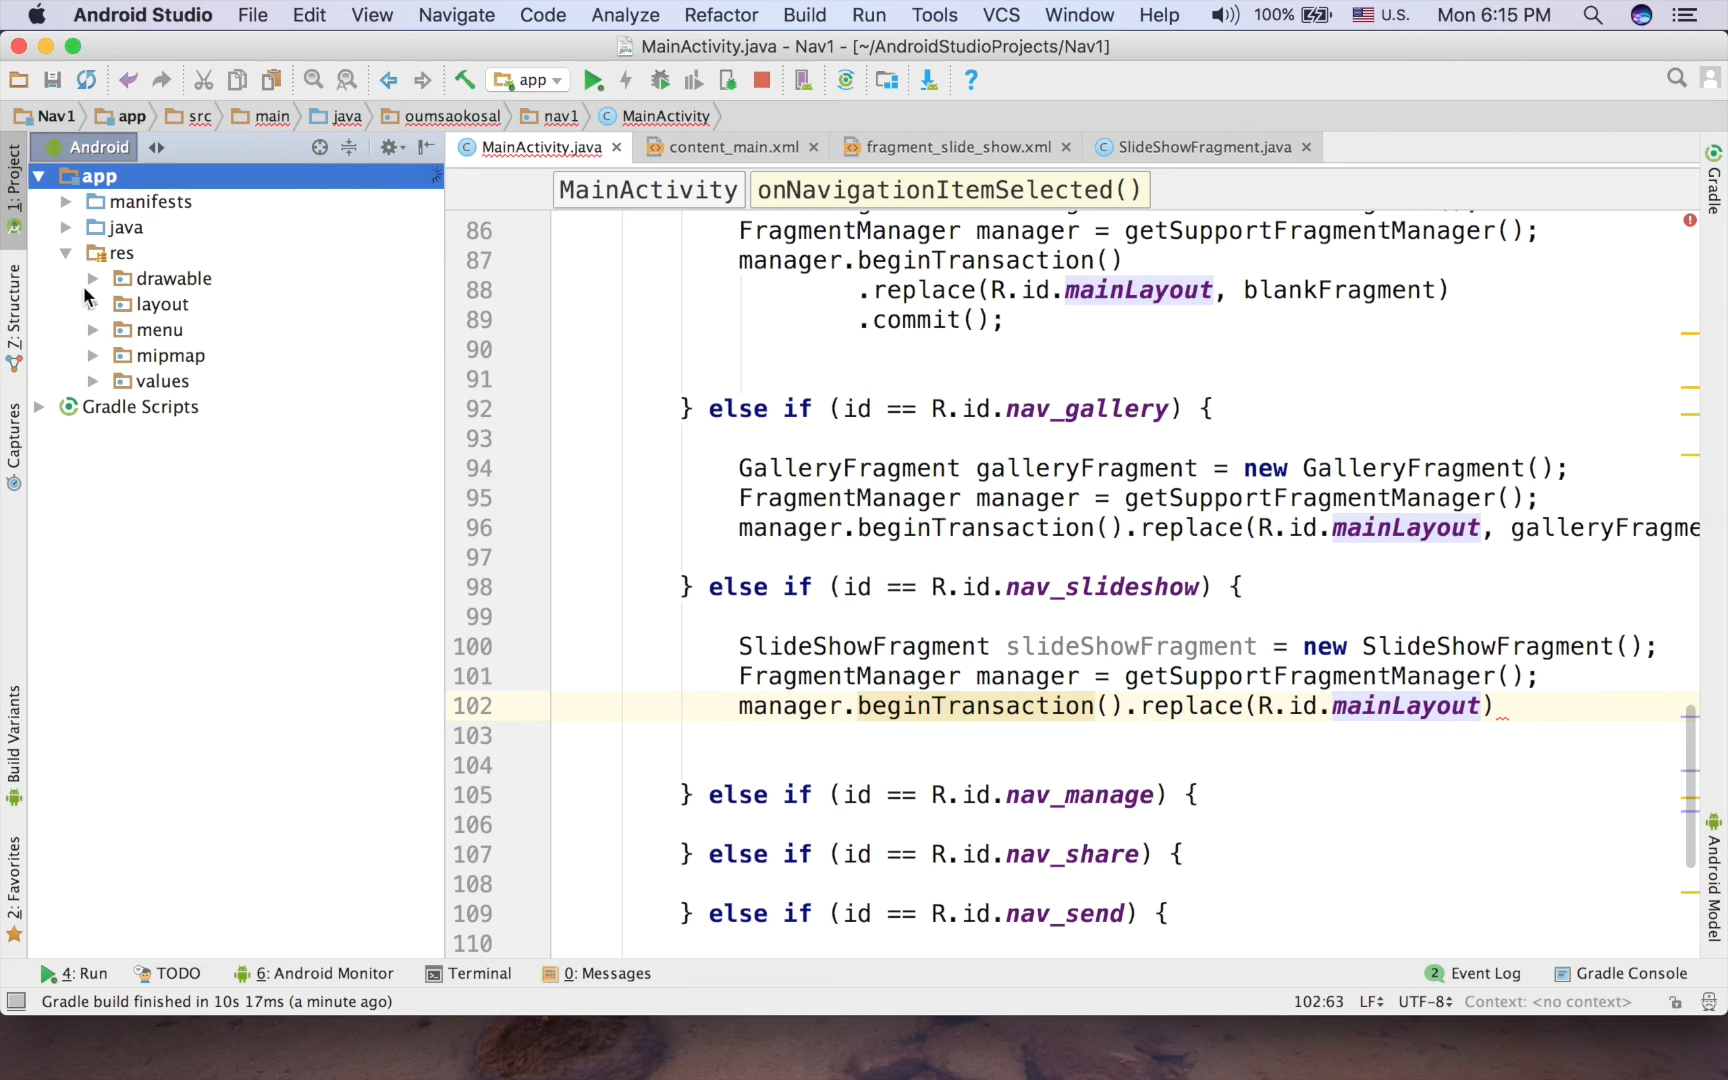 Android Studio File Edit View Navigate Code Analyze Refactor Build Run Tools VCS Window Help 100% U.S. Mon 6:15 PM
MainActivity.java - Nav1 - [~/AndroidStudioProjects/Nav1]
app
Nav1 app src main java oumsaokosal nav1 MainActivity
Android MainActivity.java content_main.xml fragment_slide_show.xml SlideShowFragment.java
MainActivity onNavigationItemSelected()
app
manifests
java
res
drawable
layout
menu
mipmap
values
Gradle Scripts
1: Project
Z: Structure
Captures
Build Variants
2: Favorites
86 FragmentManager manager = getSupportFragmentManager();
87 manager.beginTransaction()
88 .replace(R.id.mainLayout, blankFragment)
89 .commit();
90
91
92 } else if (id == R.id.nav_gallery) {
93
94 GalleryFragment galleryFragment = new GalleryFragment();
95 FragmentManager manager = getSupportFragmentManager();
96 manager.beginTransaction().replace(R.id.mainLayout, galleryFragme
97
98 } else if (id == R.id.nav_slideshow) {
99
100 SlideShowFragment slideShowFragment = new SlideShowFragment();
101 FragmentManager manager = getSupportFragmentManager();
102 manager.beginTransaction().replace(R.id.mainLayout)
103
104
105 } else if (id == R.id.nav_manage) {
106
107 } else if (id == R.id.nav_share) {
108
109 } else if (id == R.id.nav_send) {
110
Gradle
Android Model
4: Run TODO 6: Android Monitor Terminal 0: Messages 2 Event Log Gradle Console
Gradle build finished in 10s 17ms (a minute ago) 102:63 LF UTF-8 Context: <no context>